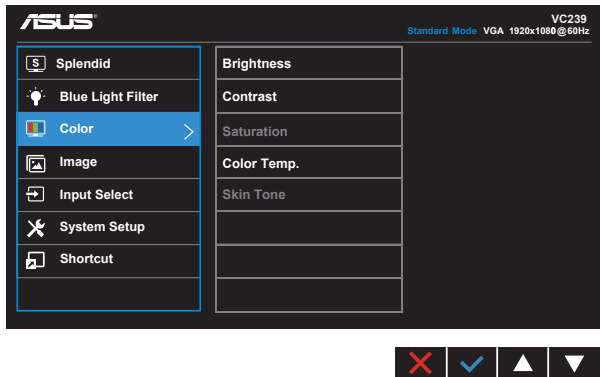 ASUS
VC239
Standard Mode VGA 1920x1080@60Hz
S Splendid
Blue Light Filter
Color
Image
Input Select
System Setup
Shortcut
Brightness
Contrast
Saturation
Color Temp.
Skin Tone